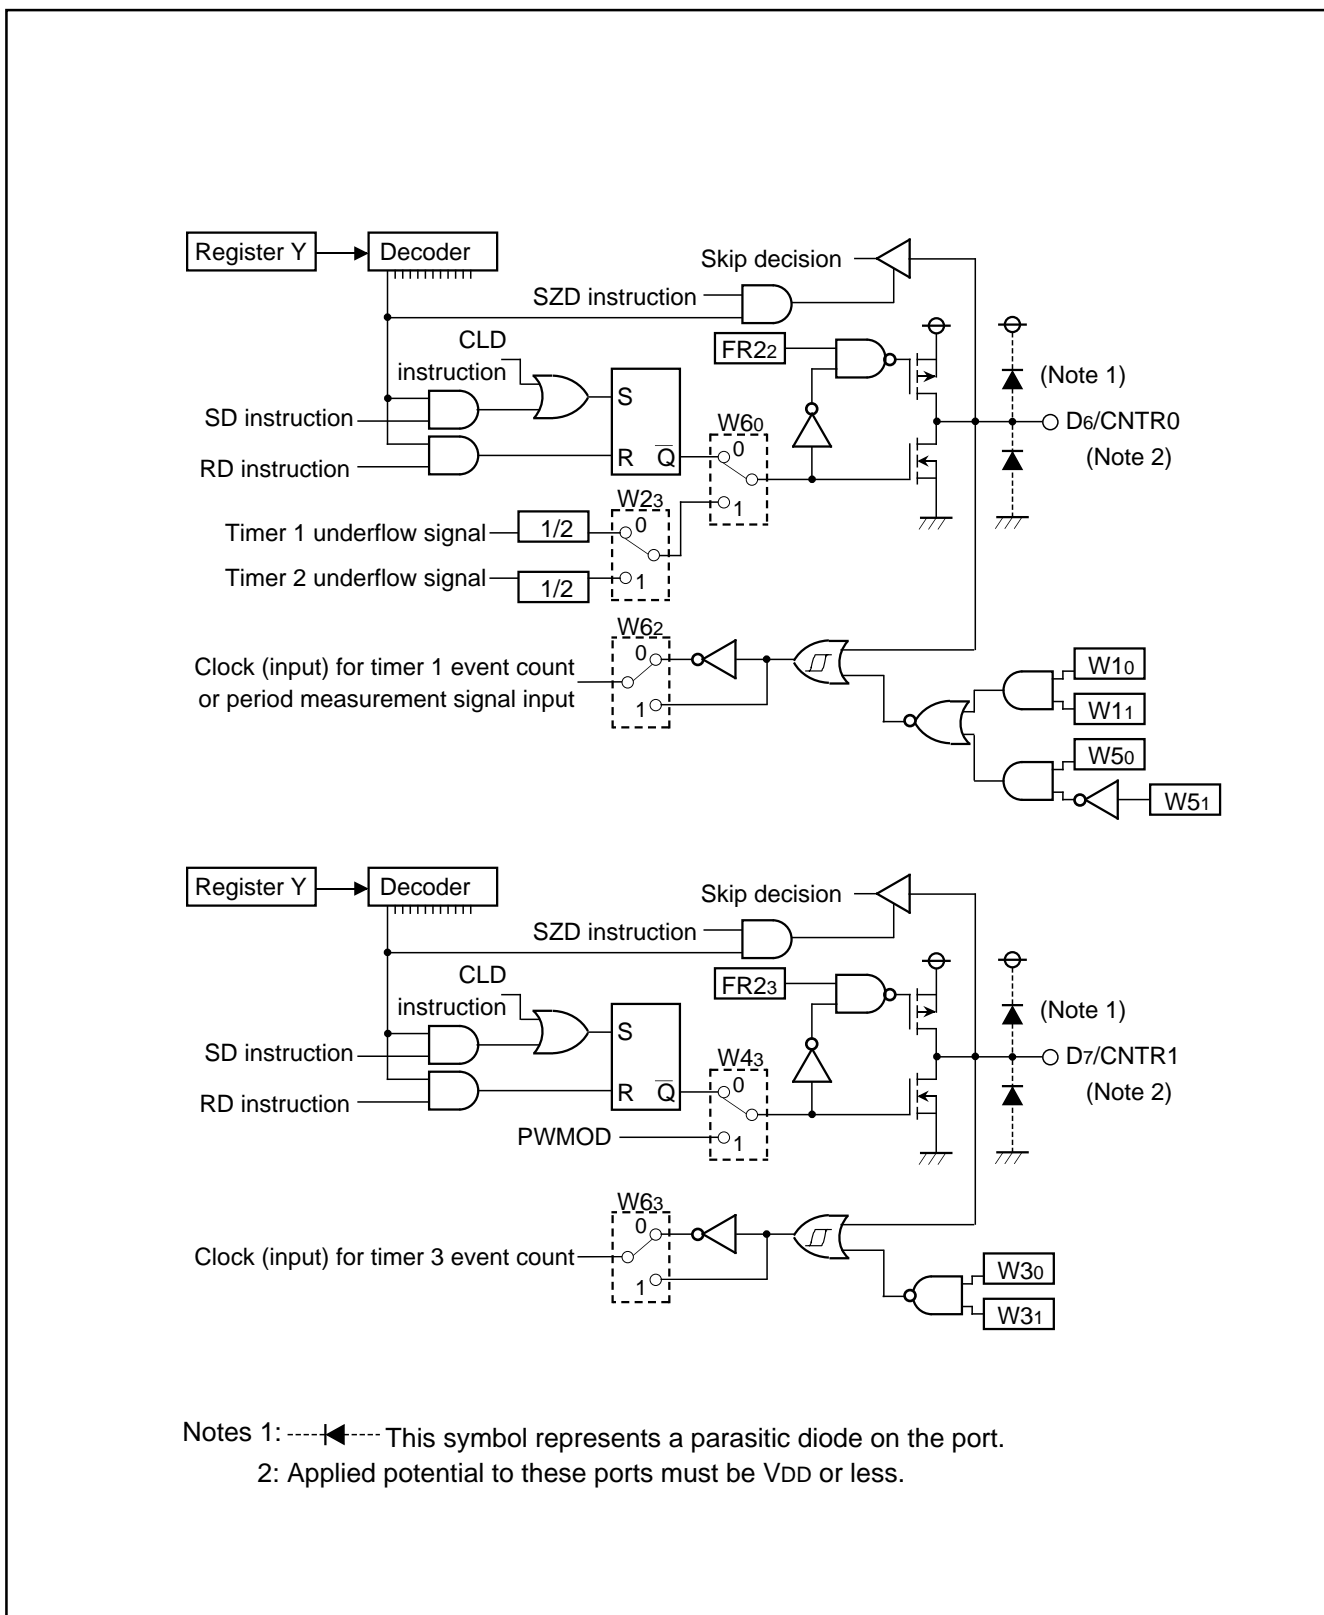 Register Y
Decoder
Skip decision
SZD instruction
CLD
instruction
FR22
(Note 1)
SD instruction
S
W60
0
D6/CNTR0
RD instruction
R
Q
(Note 2)
1
W23
Timer 1 underflow signal
1/2
0
Timer 2 underflow signal
1/2
1
W62
Clock (input) for timer 1 event count
or period measurement signal input
0
1
W10
W11
W50
W51
Register Y
Decoder
Skip decision
SZD instruction
CLD
instruction
FR23
(Note 1)
SD instruction
S
W43
0
D7/CNTR1
RD instruction
R
Q
(Note 2)
PWMOD
1
W63
0
Clock (input) for timer 3 event count
1
W30
W31
Notes 1: This symbol represents a parasitic diode on the port.
2: Applied potential to these ports must be VDD or less.